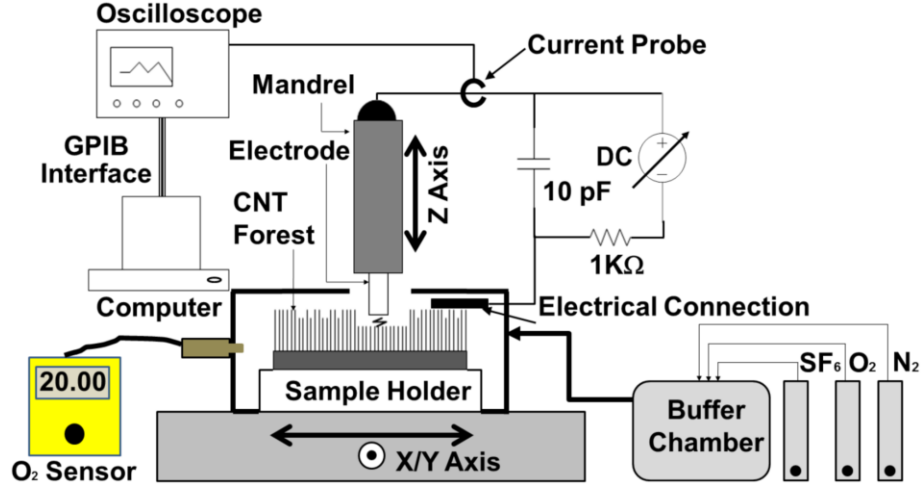 Oscilloscope
Current Probe
Mandrel
Electrode
GPIB
Interface
Z Axis
DC
+
−
10 pF
CNT
Forest
1KΩ
Computer
Electrical Connection
20.00
SF₆ O₂ N₂
Sample Holder
Buffer
Chamber
X/Y Axis
O₂ Sensor